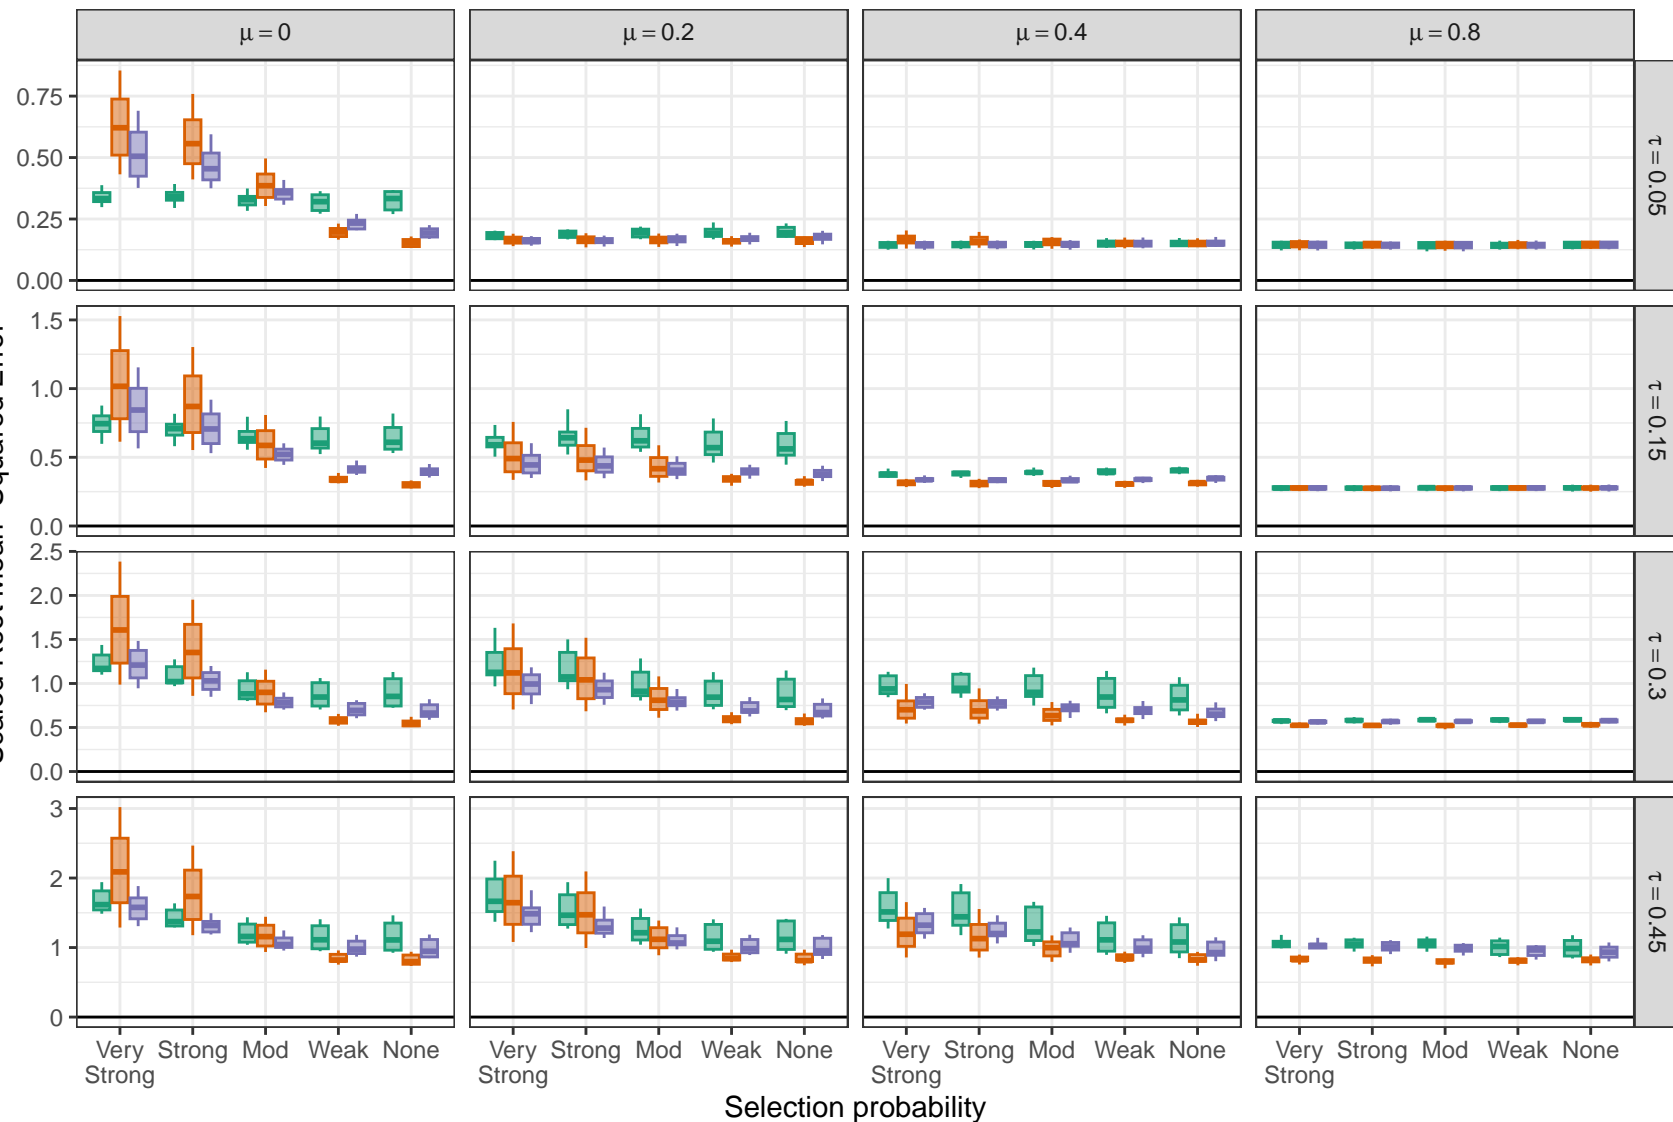 μ = 0
μ = 0.2
μ = 0.4
μ = 0.8
0.75
0.50
0.25
0.00
τ = 0.05
1.5
1.0
0.5
0.0
τ = 0.15
2.5
2.0
1.5
1.0
0.5
0.0
τ = 0.3
3
2
1
0
τ = 0.45
Very Strong Mod Weak None
Strong
Very Strong Mod Weak None
Strong
Very Strong Mod Weak None
Strong
Very Strong Mod Weak None
Strong
Selection probability